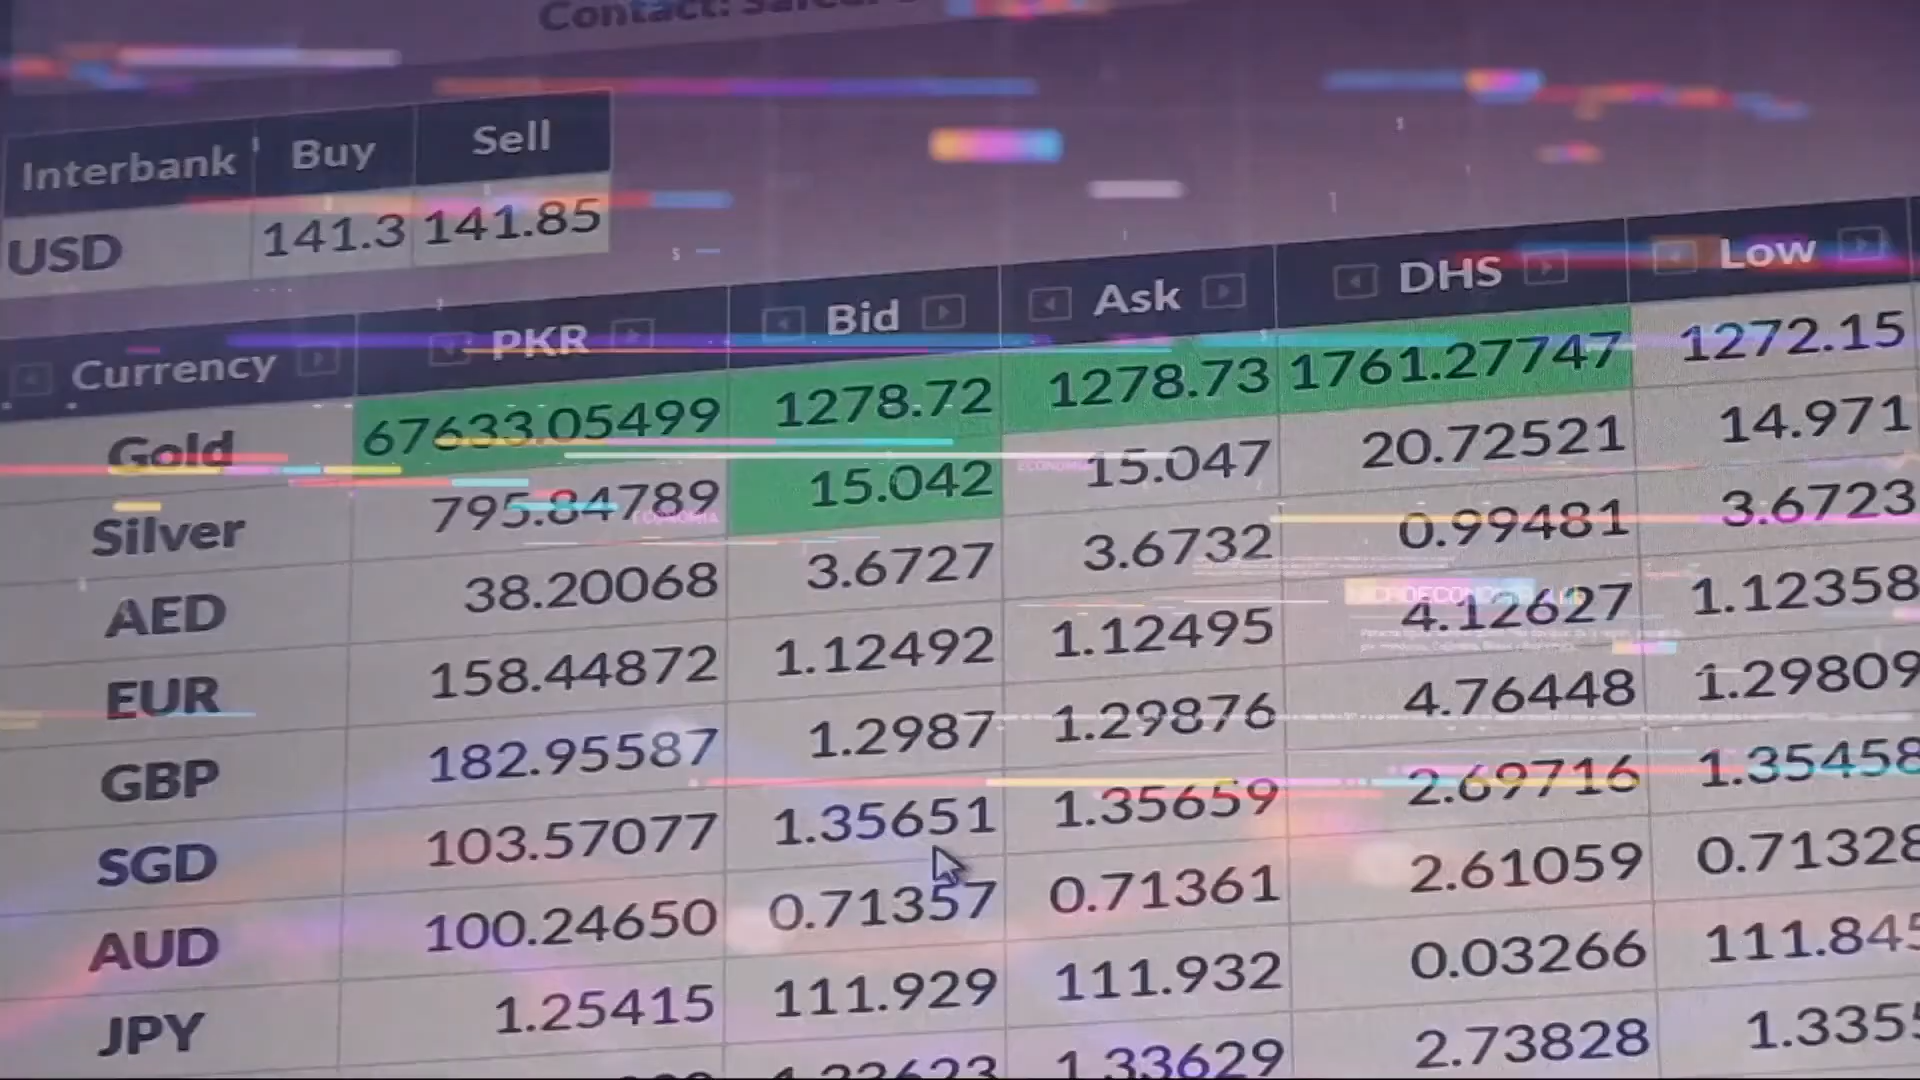 Contact:
Interbank Buy Sell
USD 141.3 141.85
Currency PKR Bid Ask DHS Low
Gold 67633.05499 1278.72 1278.73 1761.27747 1272.15
Silver 795.84789 15.042 15.047 20.72521 14.971
AED 38.20068 3.6727 3.6732 0.99481 3.6723
EUR 158.44872 1.12492 1.12495 4.12627 1.12358
GBP 182.95587 1.2987 1.29876 4.76448 1.29809
SGD 103.57077 1.35651 1.35659 2.69716 1.35458
AUD 100.24650 0.71357 0.71361 2.61059 0.71328
JPY 1.25415 111.929 111.932 0.03266 111.845
1.33629 2.73828 1.335